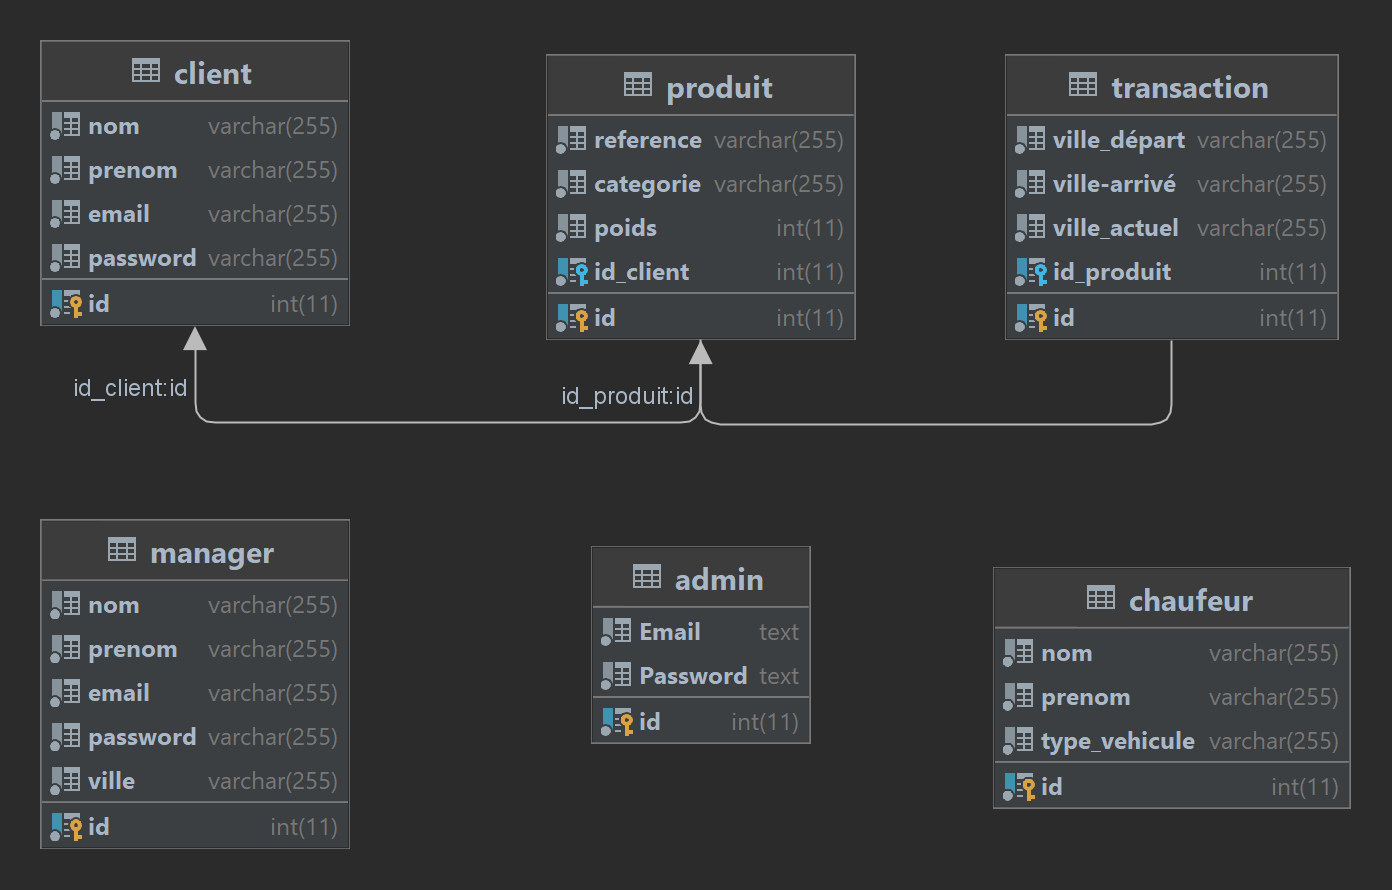 client
nom varchar(255)
prenom varchar(255)
email varchar(255)
password varchar(255)
id int(11)
produit
reference varchar(255)
categorie varchar(255)
poids int(11)
id_client int(11)
id int(11)
transaction
ville_départ varchar(255)
ville-arrivé varchar(255)
ville_actuel varchar(255)
id_produit int(11)
id int(11)
id_client:id
id_produit:id
manager
nom varchar(255)
prenom varchar(255)
email varchar(255)
password varchar(255)
ville varchar(255)
id int(11)
admin
Email text
Password text
id int(11)
chaufeur
nom varchar(255)
prenom varchar(255)
type_vehicule varchar(255)
id int(11)